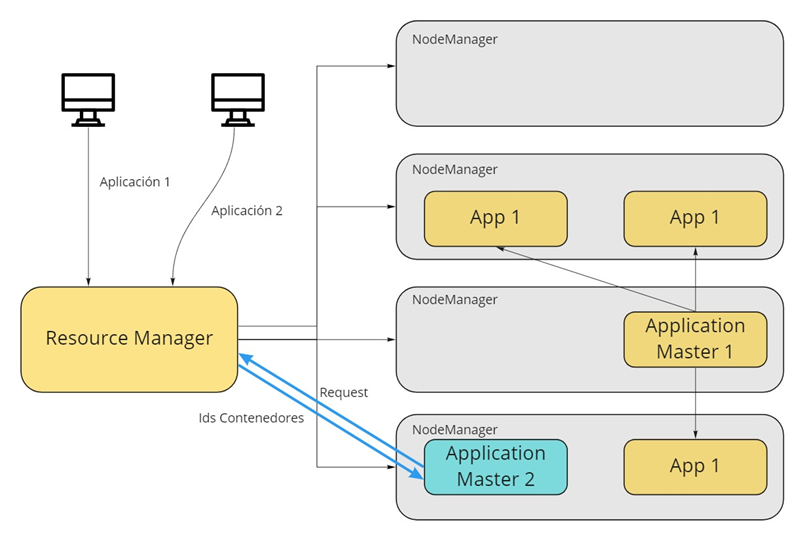 NodeManager
Aplicación 1
Aplicación 2
NodeManager
App 1
App 1
Resource Manager
NodeManager
Application
Master 1
Request
Ids Contenedores
NodeManager
Application
Master 2
App 1